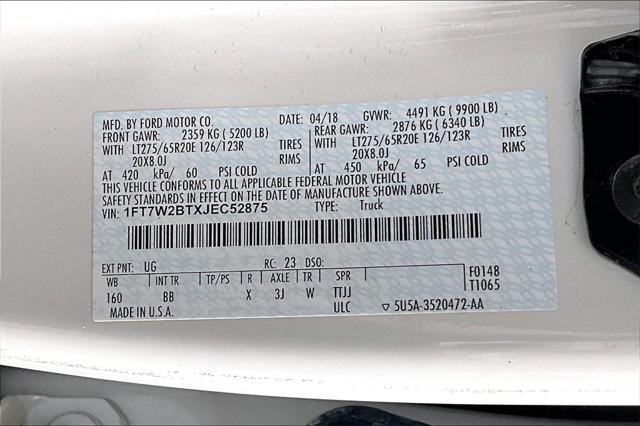 MFD. BY FORD MOTOR CO. DATE: 04/18 GVWR: 4491 KG ( 9900 LB)
FRONT GAWR: 2359 KG ( 5200 LB) REAR GAWR: 2876 KG ( 6340 LB)
WITH LT275/65R20E 126/123R TIRES WITH LT275/65R20E 126/123R TIRES
20X8.0J RIMS 20X8.0J RIMS
AT 420 kPa/ 60 PSI COLD AT 450 kPa/ 65 PSI COLD
THIS VEHICLE CONFORMS TO ALL APPLICABLE FEDERAL MOTOR VEHICLE
SAFETY STANDARDS IN EFFECT ON THE DATE OF MANUFACTURE SHOWN ABOVE.
VIN: 1FT7W2BTXJEC52875 TYPE: Truck
EXT PNT: UG RC: 23 DSO:
WB INT TR TP/PS R AXLE TR SPR F0148
160 BB X 3J W TTJJ T1065
MADE IN U.S.A. ULC ▽ 5U5A-3520472-AA